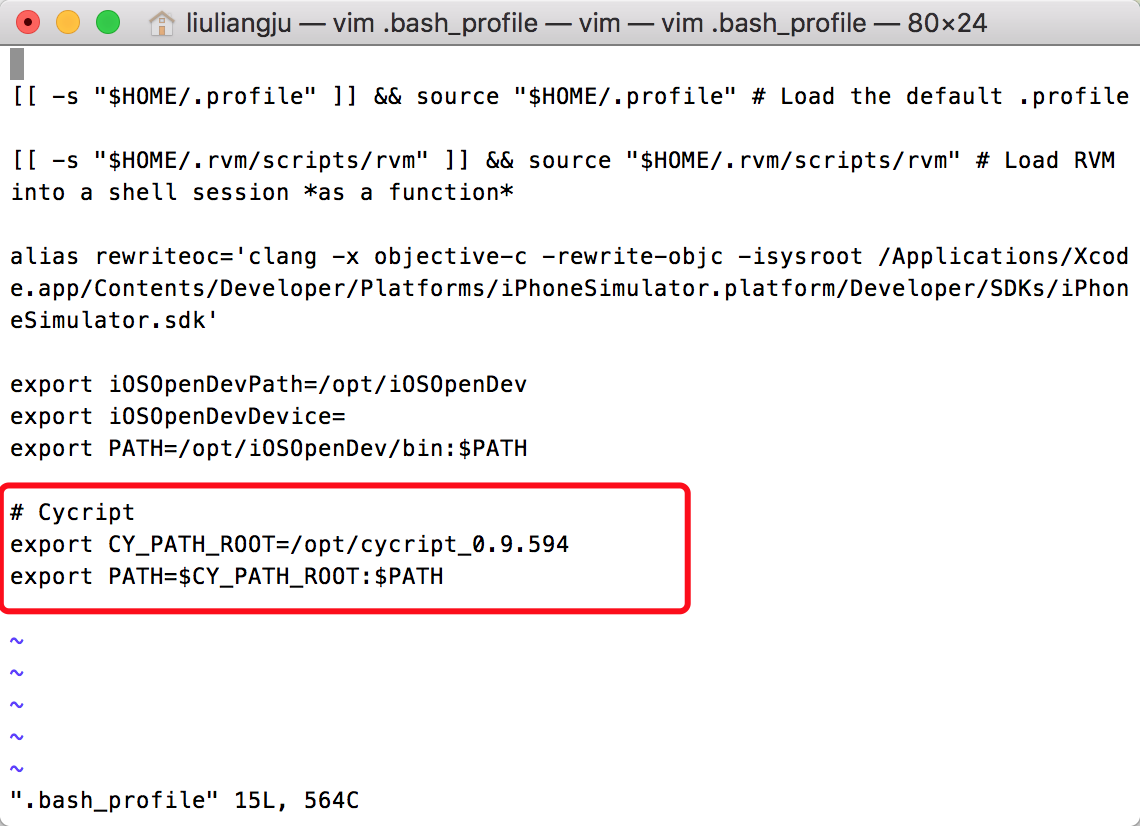 liuliangju — vim .bash_profile — vim — vim .bash_profile — 80×24
[[ -s "$HOME/.profile" ]] && source "$HOME/.profile" # Load the default .profile
[[ -s "$HOME/.rvm/scripts/rvm" ]] && source "$HOME/.rvm/scripts/rvm" # Load RVM
into a shell session *as a function*
alias rewriteoc='clang -x objective-c -rewrite-objc -isysroot /Applications/Xcod
e.app/Contents/Developer/Platforms/iPhoneSimulator.platform/Developer/SDKs/iPhon
eSimulator.sdk'
export iOSOpenDevPath=/opt/iOSOpenDev
export iOSOpenDevDevice=
export PATH=/opt/iOSOpenDev/bin:$PATH
# Cycript
export CY_PATH_ROOT=/opt/cycript_0.9.594
export PATH=$CY_PATH_ROOT:$PATH
~
~
~
~
~
".bash_profile" 15L, 564C